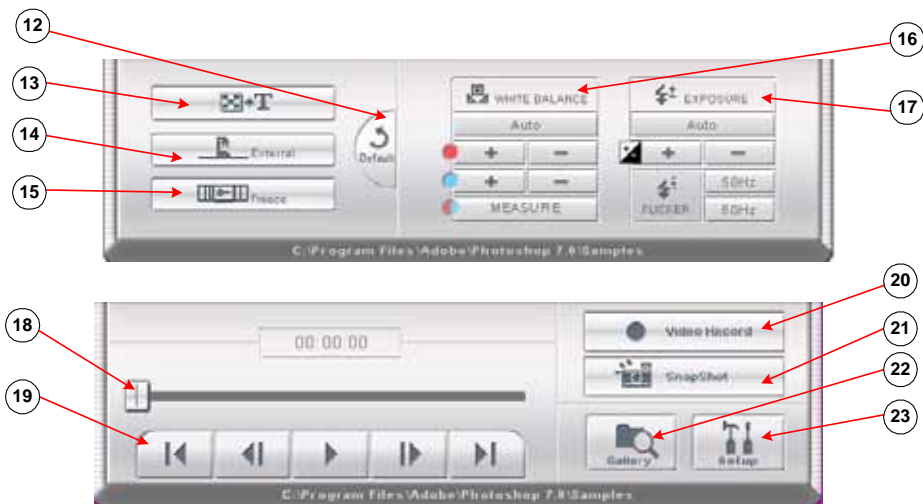 12
16
13
T
WHITE BALANCE
EXPOSURE
17
Auto
Auto
14
External
Default
+ −
+ −
15
Freeze
+ −
50Hz
MEASURE
FLICKER
60Hz
C:\Program Files\Adobe\Photoshop 7.0\Samples
20
18
00:00:00
Video Record
21
SnapShot
22
19
23
Gallery
Setup
C:\Program Files\Adobe\Photoshop 7.0\Samples